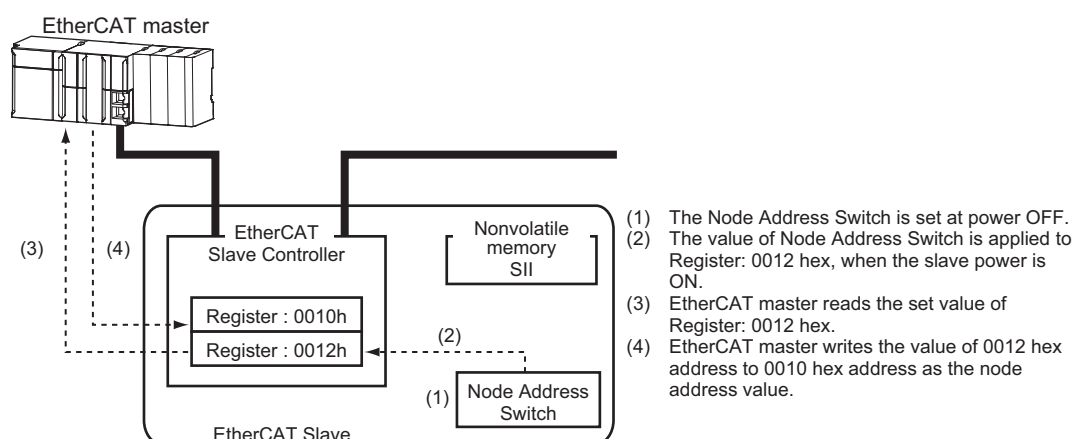 EtherCAT master
(3)
(4)
EtherCAT
Slave Controller
Register : 0010h
Register : 0012h
Nonvolatile
memory
SII
(2)
(1)
Node Address
Switch
EtherCAT Slave
(1) The Node Address Switch is set at power OFF.
(2) The value of Node Address Switch is applied to
Register: 0012 hex, when the slave power is
ON.
(3) EtherCAT master reads the set value of
Register: 0012 hex.
(4) EtherCAT master writes the value of 0012 hex
address to 0010 hex address as the node
address value.